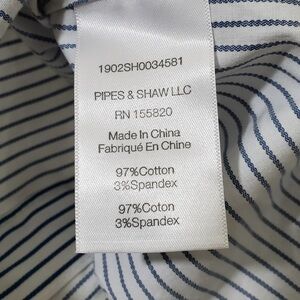 1902SH0034581
PIPES & SHAW LLC
RN 155820
Made In China
Fabriqué En Chine
97%Cotton
3%Spandex
97%Coton
3%Spandex